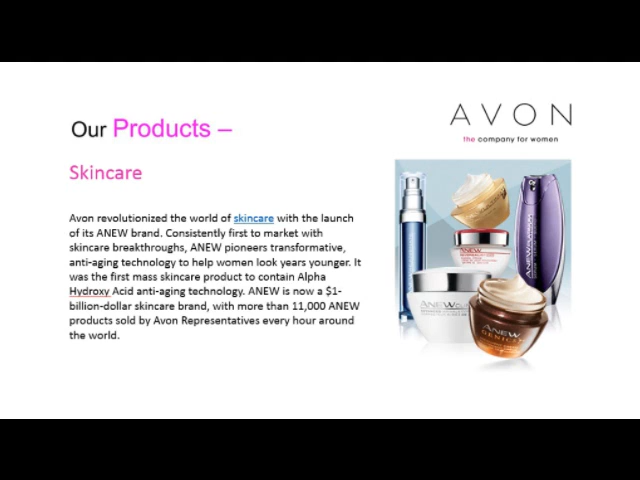 AVON
the company for women
Our Products –
Skincare
Avon revolutionized the world of skincare with the launch
of its ANEW brand. Consistently first to market with
skincare breakthroughs, ANEW pioneers transformative,
anti-aging technology to help women look years younger. It
was the first mass skincare product to contain Alpha
Hydroxy Acid anti-aging technology. ANEW is now a $1-
billion-dollar skincare brand, with more than 11,000 ANEW
products sold by Avon Representatives every hour around
the world.
ANEW
ANEW
ANEW
GENICS